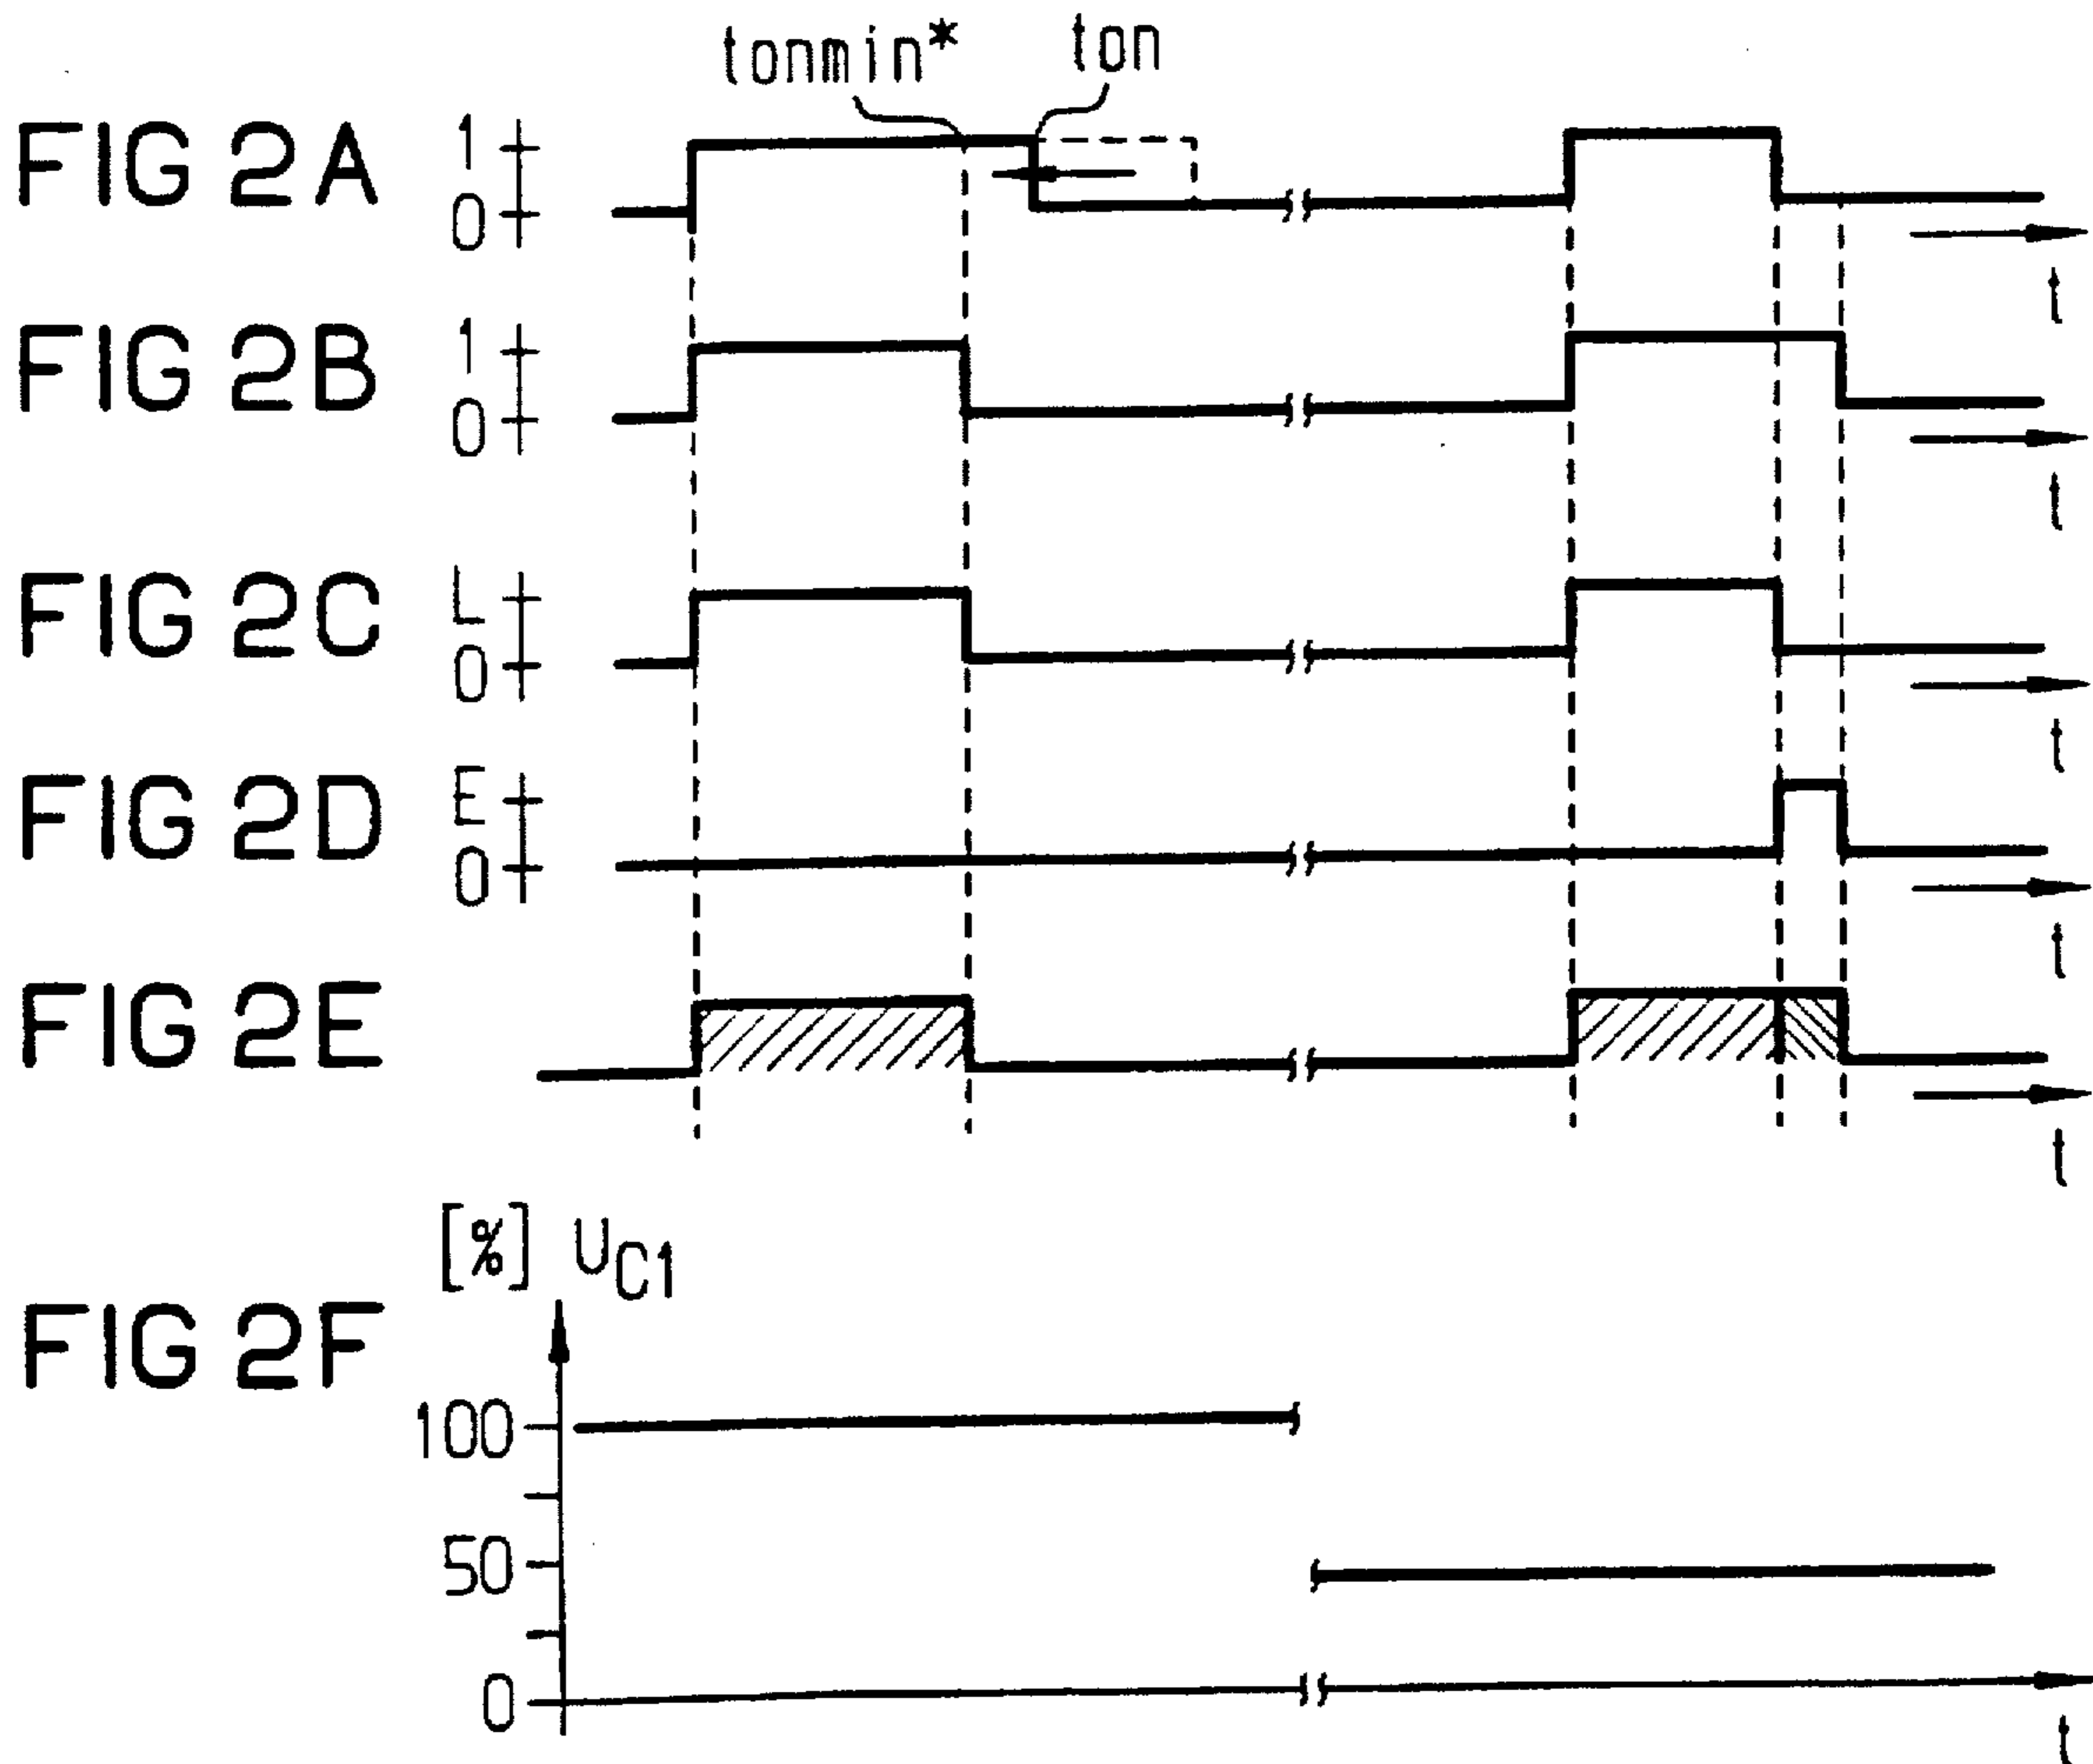 tonmin* ton
FIG 2A 1 0 t
FIG 2B 1 0 t
FIG 2C L 0 t
FIG 2D E 0 t
FIG 2E t
[%] UC1
FIG 2F
100
50
0
t